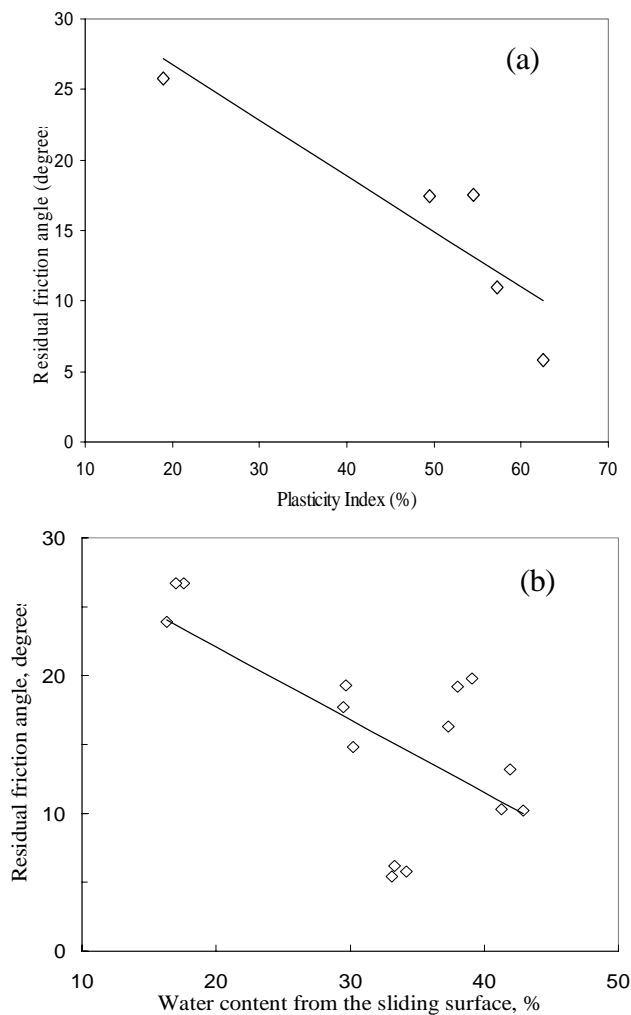 (a)
Residual friction angle (degree
30
25
20
15
10
5
0
10 20 30 40 50 60 70
Plasticity Index (%)
(b)
Residual friction angle, degree
30
20
10
0
10 20 30 40 50
Water content from the sliding surface, %